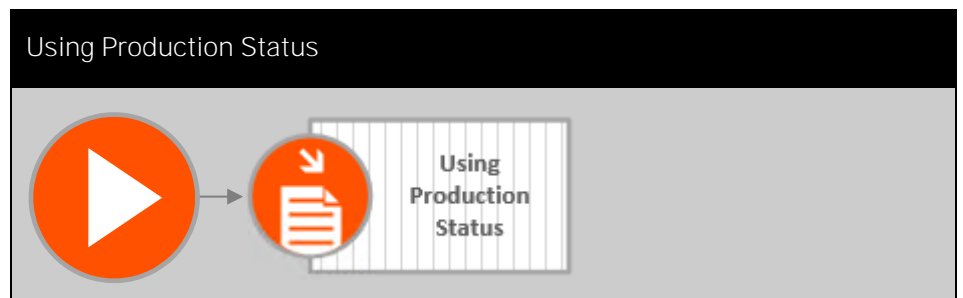 Using Production Status
Using
Production
Status